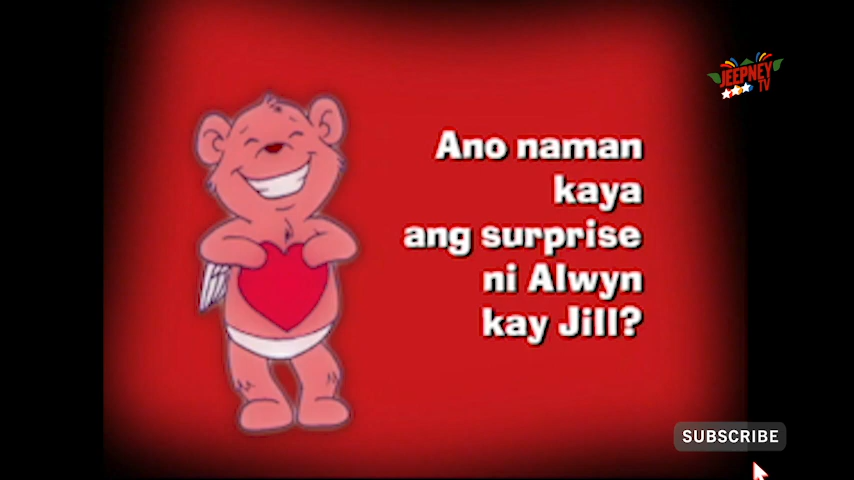 JEEPNEY
TV
Ano naman
kaya
ang surprise
ni Alwyn
kay Jill?
SUBSCRIBE